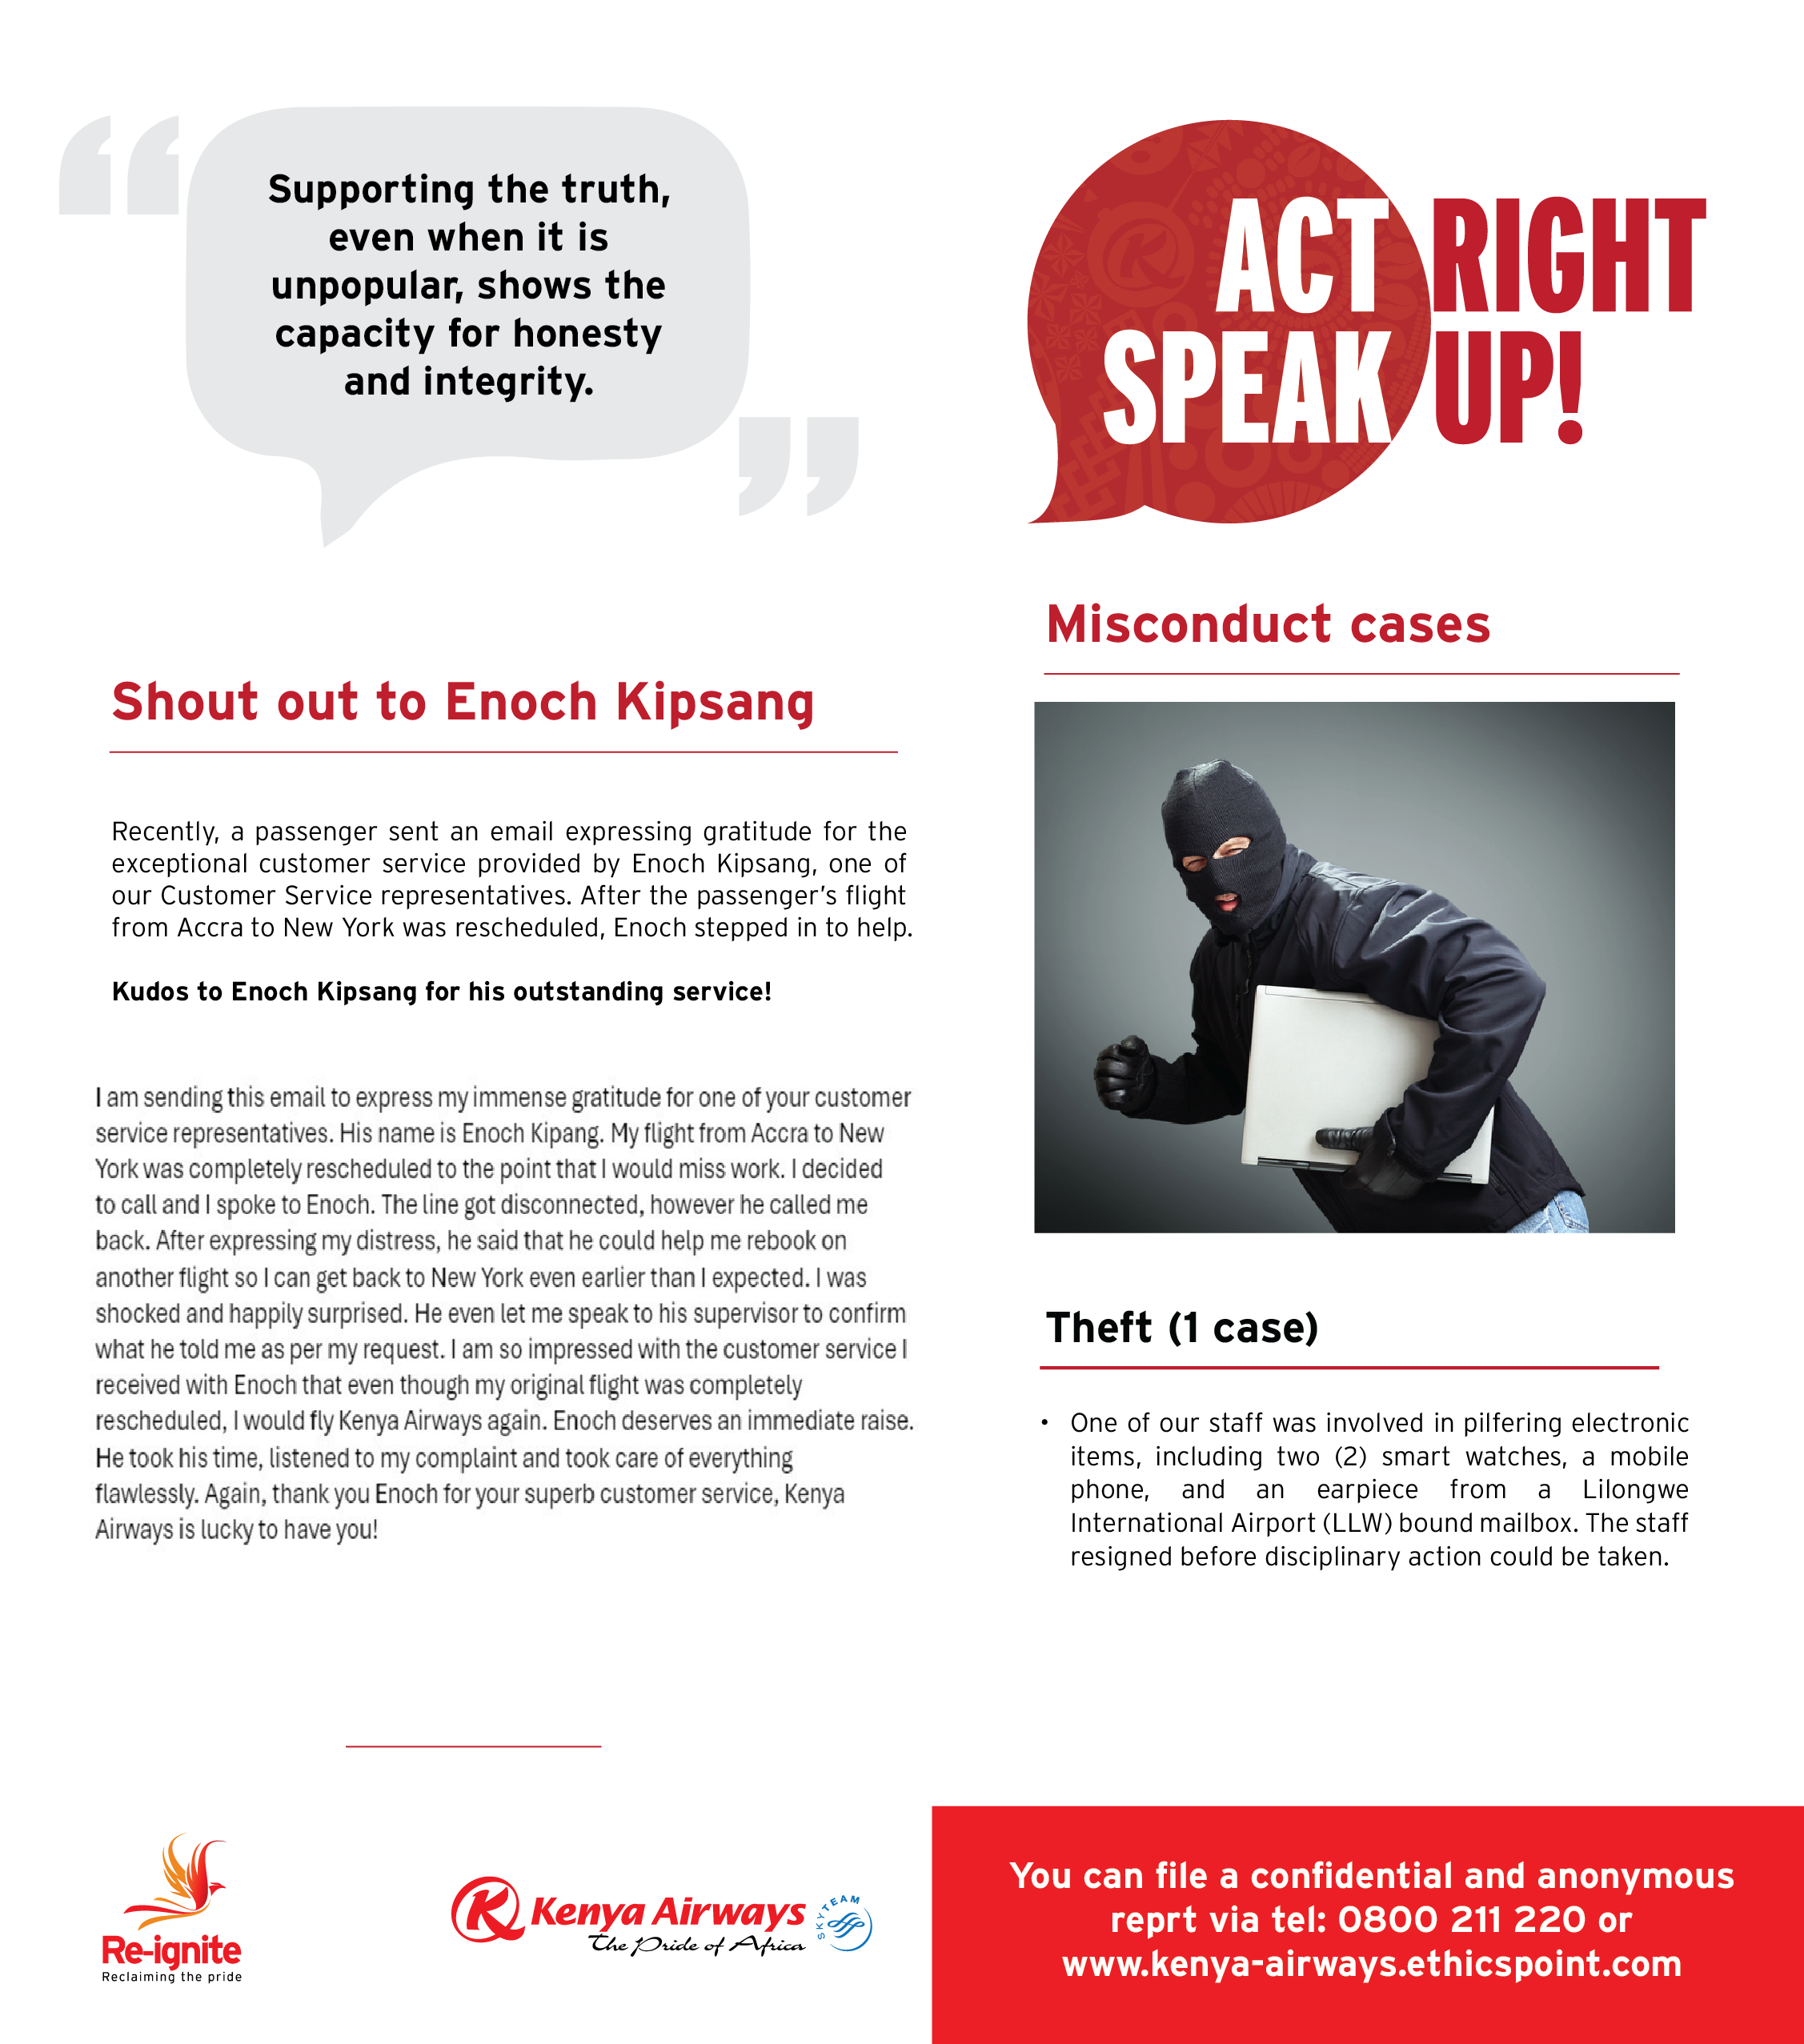 Supporting the truth,
even when it is
unpopular, shows the
capacity for honesty
and integrity.
Shout out to Enoch Kipsang
Recently, a passenger sent an email expressing gratitude for the
exceptional customer service provided by Enoch Kipsang, one of
our Customer Service representatives. After the passenger's flight
from Accra to New York was rescheduled, Enoch stepped in to help.
Kudos to Enoch Kipsang for his outstanding service!
I am sending this email to express my immense gratitude for one of your customer
service representatives. His name is Enoch Kipang. My flight from Accra to New
York was completely rescheduled to the point that I would miss work. I decided
to call and I spoke to Enoch. The line got disconnected, however he called me
back. After expressing my distress, he said that he could help me rebook on
another flight so I can get back to New York even earlier than I expected. I was
shocked and happily surprised. He even let me speak to his supervisor to confirm
what he told me as per my request. I am so impressed with the customer service I
received with Enoch that even though my original flight was completely
rescheduled, I would fly Kenya Airways again. Enoch deserves an immediate raise.
He took his time, listened to my complaint and took care of everything
flawlessly. Again, thank you Enoch for your superb customer service, Kenya
Airways is lucky to have you!
Re-ignite
Reclaiming the pride
Kenya Airways
The Pride of Africa
SKYTEAM
ACT RIGHT
SPEAK UP!
Misconduct cases
Theft (1 case)
• One of our staff was involved in pilfering electronic
items, including two (2) smart watches, a mobile
phone, and an earpiece from a Lilongwe
International Airport (LLW) bound mailbox. The staff
resigned before disciplinary action could be taken.
You can file a confidential and anonymous
reprt via tel: 0800 211 220 or
www.kenya-airways.ethicspoint.com